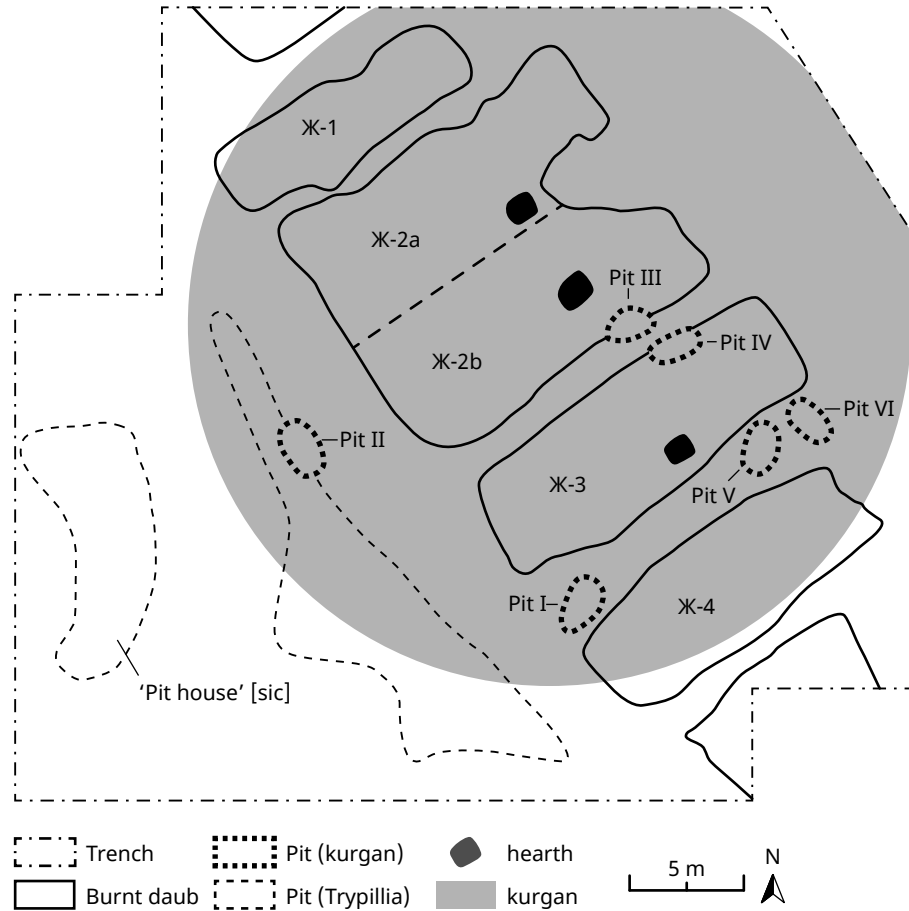 Ж-1
Ж-2a
Pit III
Pit IV
Ж-2b
Pit VI
Pit II
Ж-3
Pit V
Pit I
Ж-4
‘Pit house’ [sic]
Trench
Pit (kurgan)
hearth
5 m
N
Burnt daub
Pit (Trypillia)
kurgan